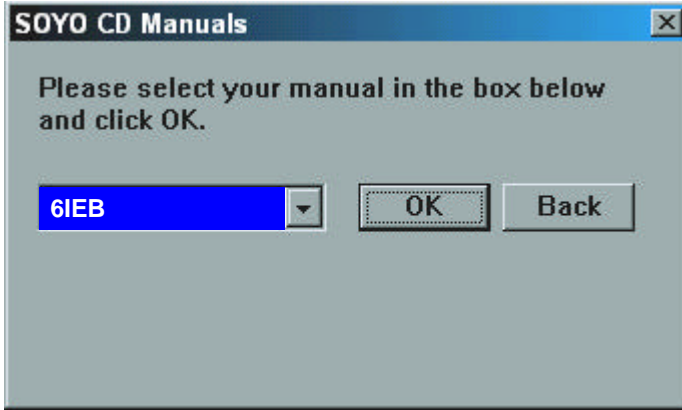 SOYO CD Manuals
Please select your manual in the box below
and click OK.
6IEB OK Back